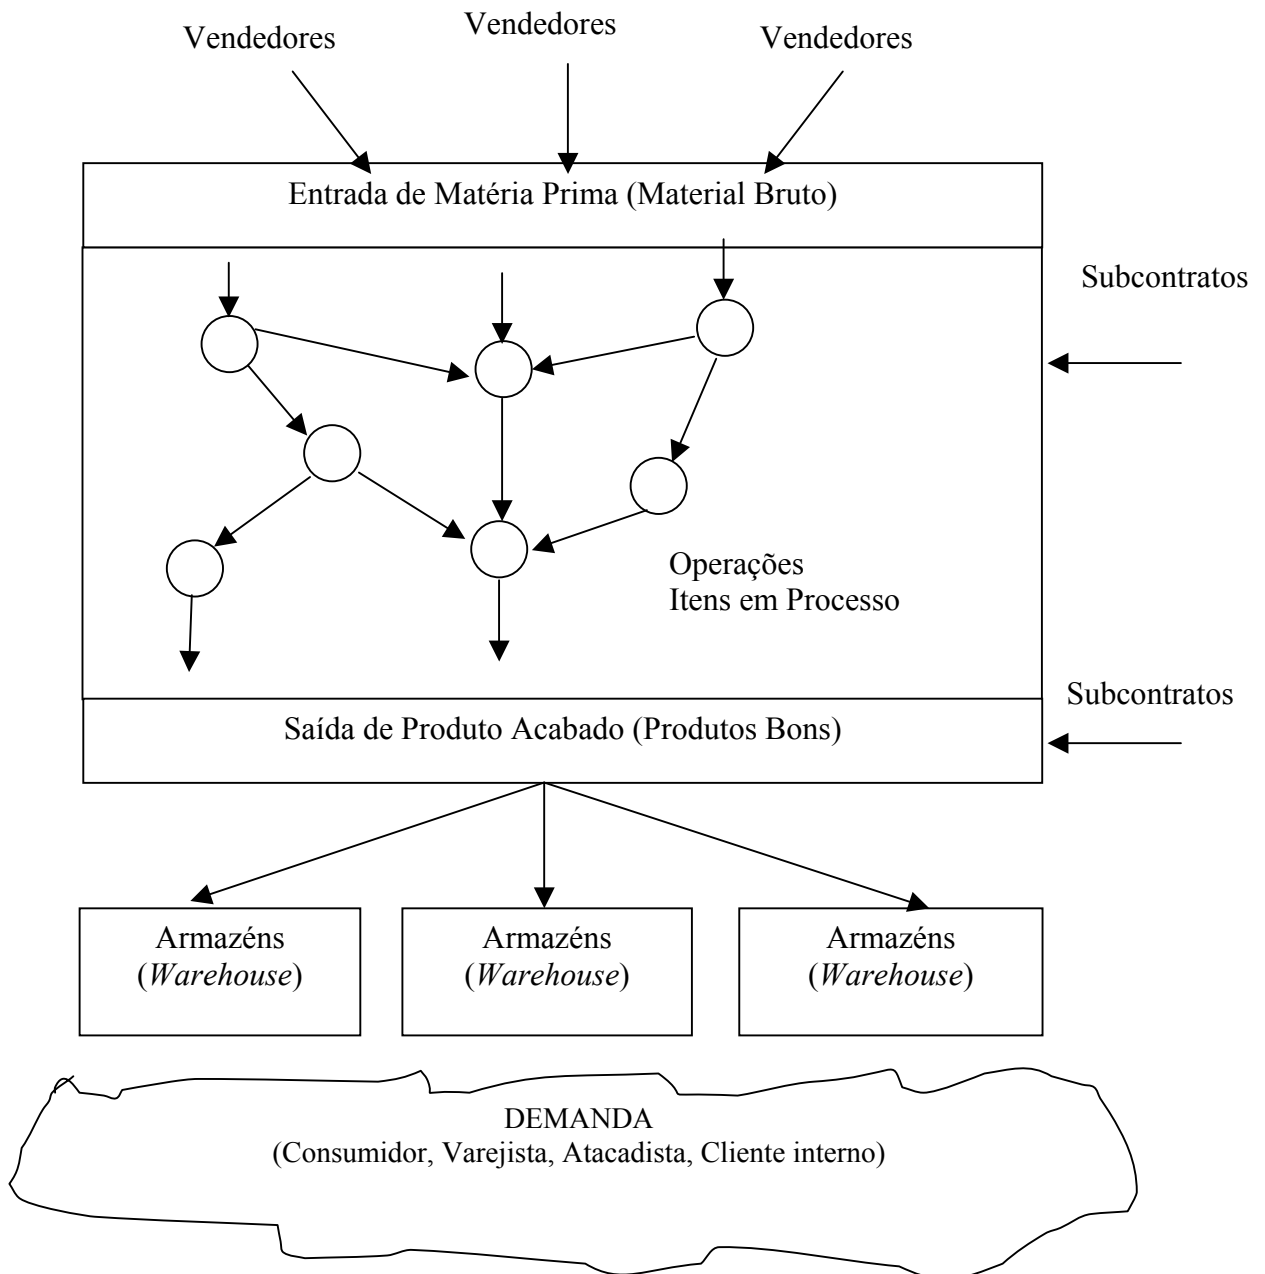 Vendedores
Vendedores
Vendedores
Entrada de Matéria Prima (Material Bruto)
Subcontratos
Operações
Itens em Processo
Subcontratos
Saída de Produto Acabado (Produtos Bons)
Armazéns
(Warehouse)
Armazéns
(Warehouse)
Armazéns
(Warehouse)
DEMANDA
(Consumidor, Varejista, Atacadista, Cliente interno)